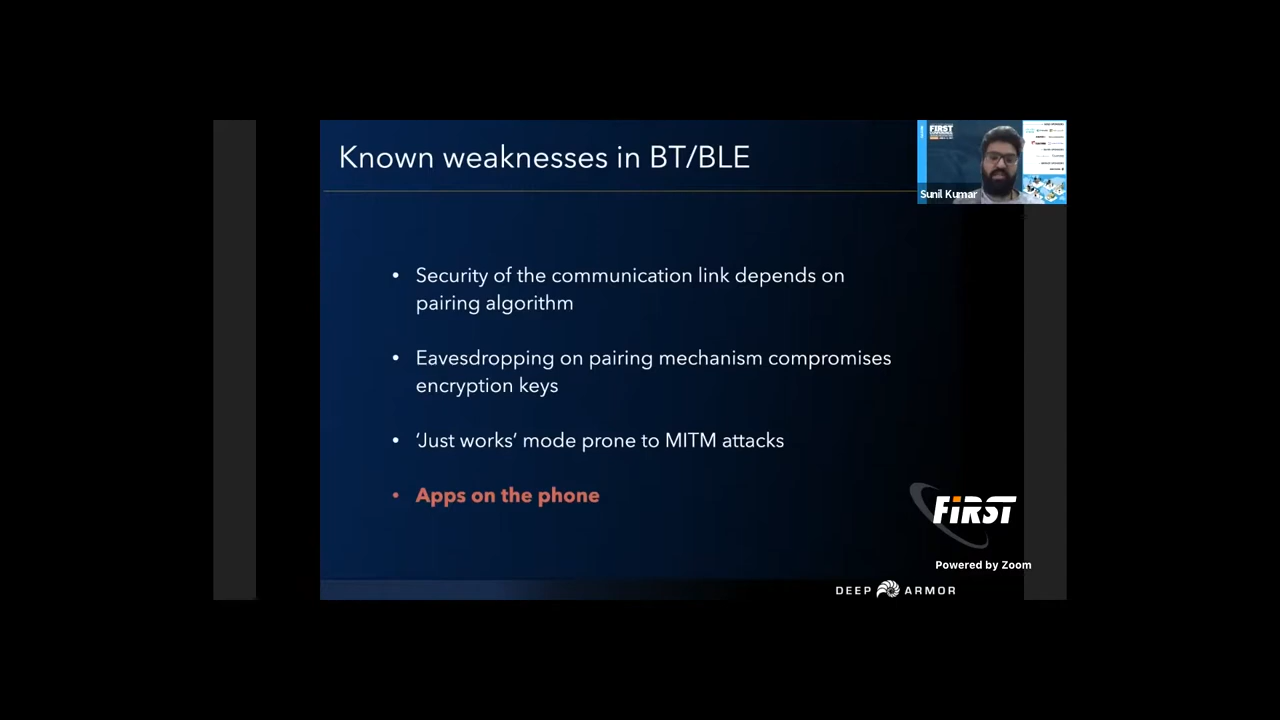 Known weaknesses in BT/BLE
FIRST
Sunil Kumar
• Security of the communication link depends on
pairing algorithm
• Eavesdropping on pairing mechanism compromises
encryption keys
• ‘Just works’ mode prone to MITM attacks
• Apps on the phone
FiRST
Powered by Zoom
DEEP ARMOR